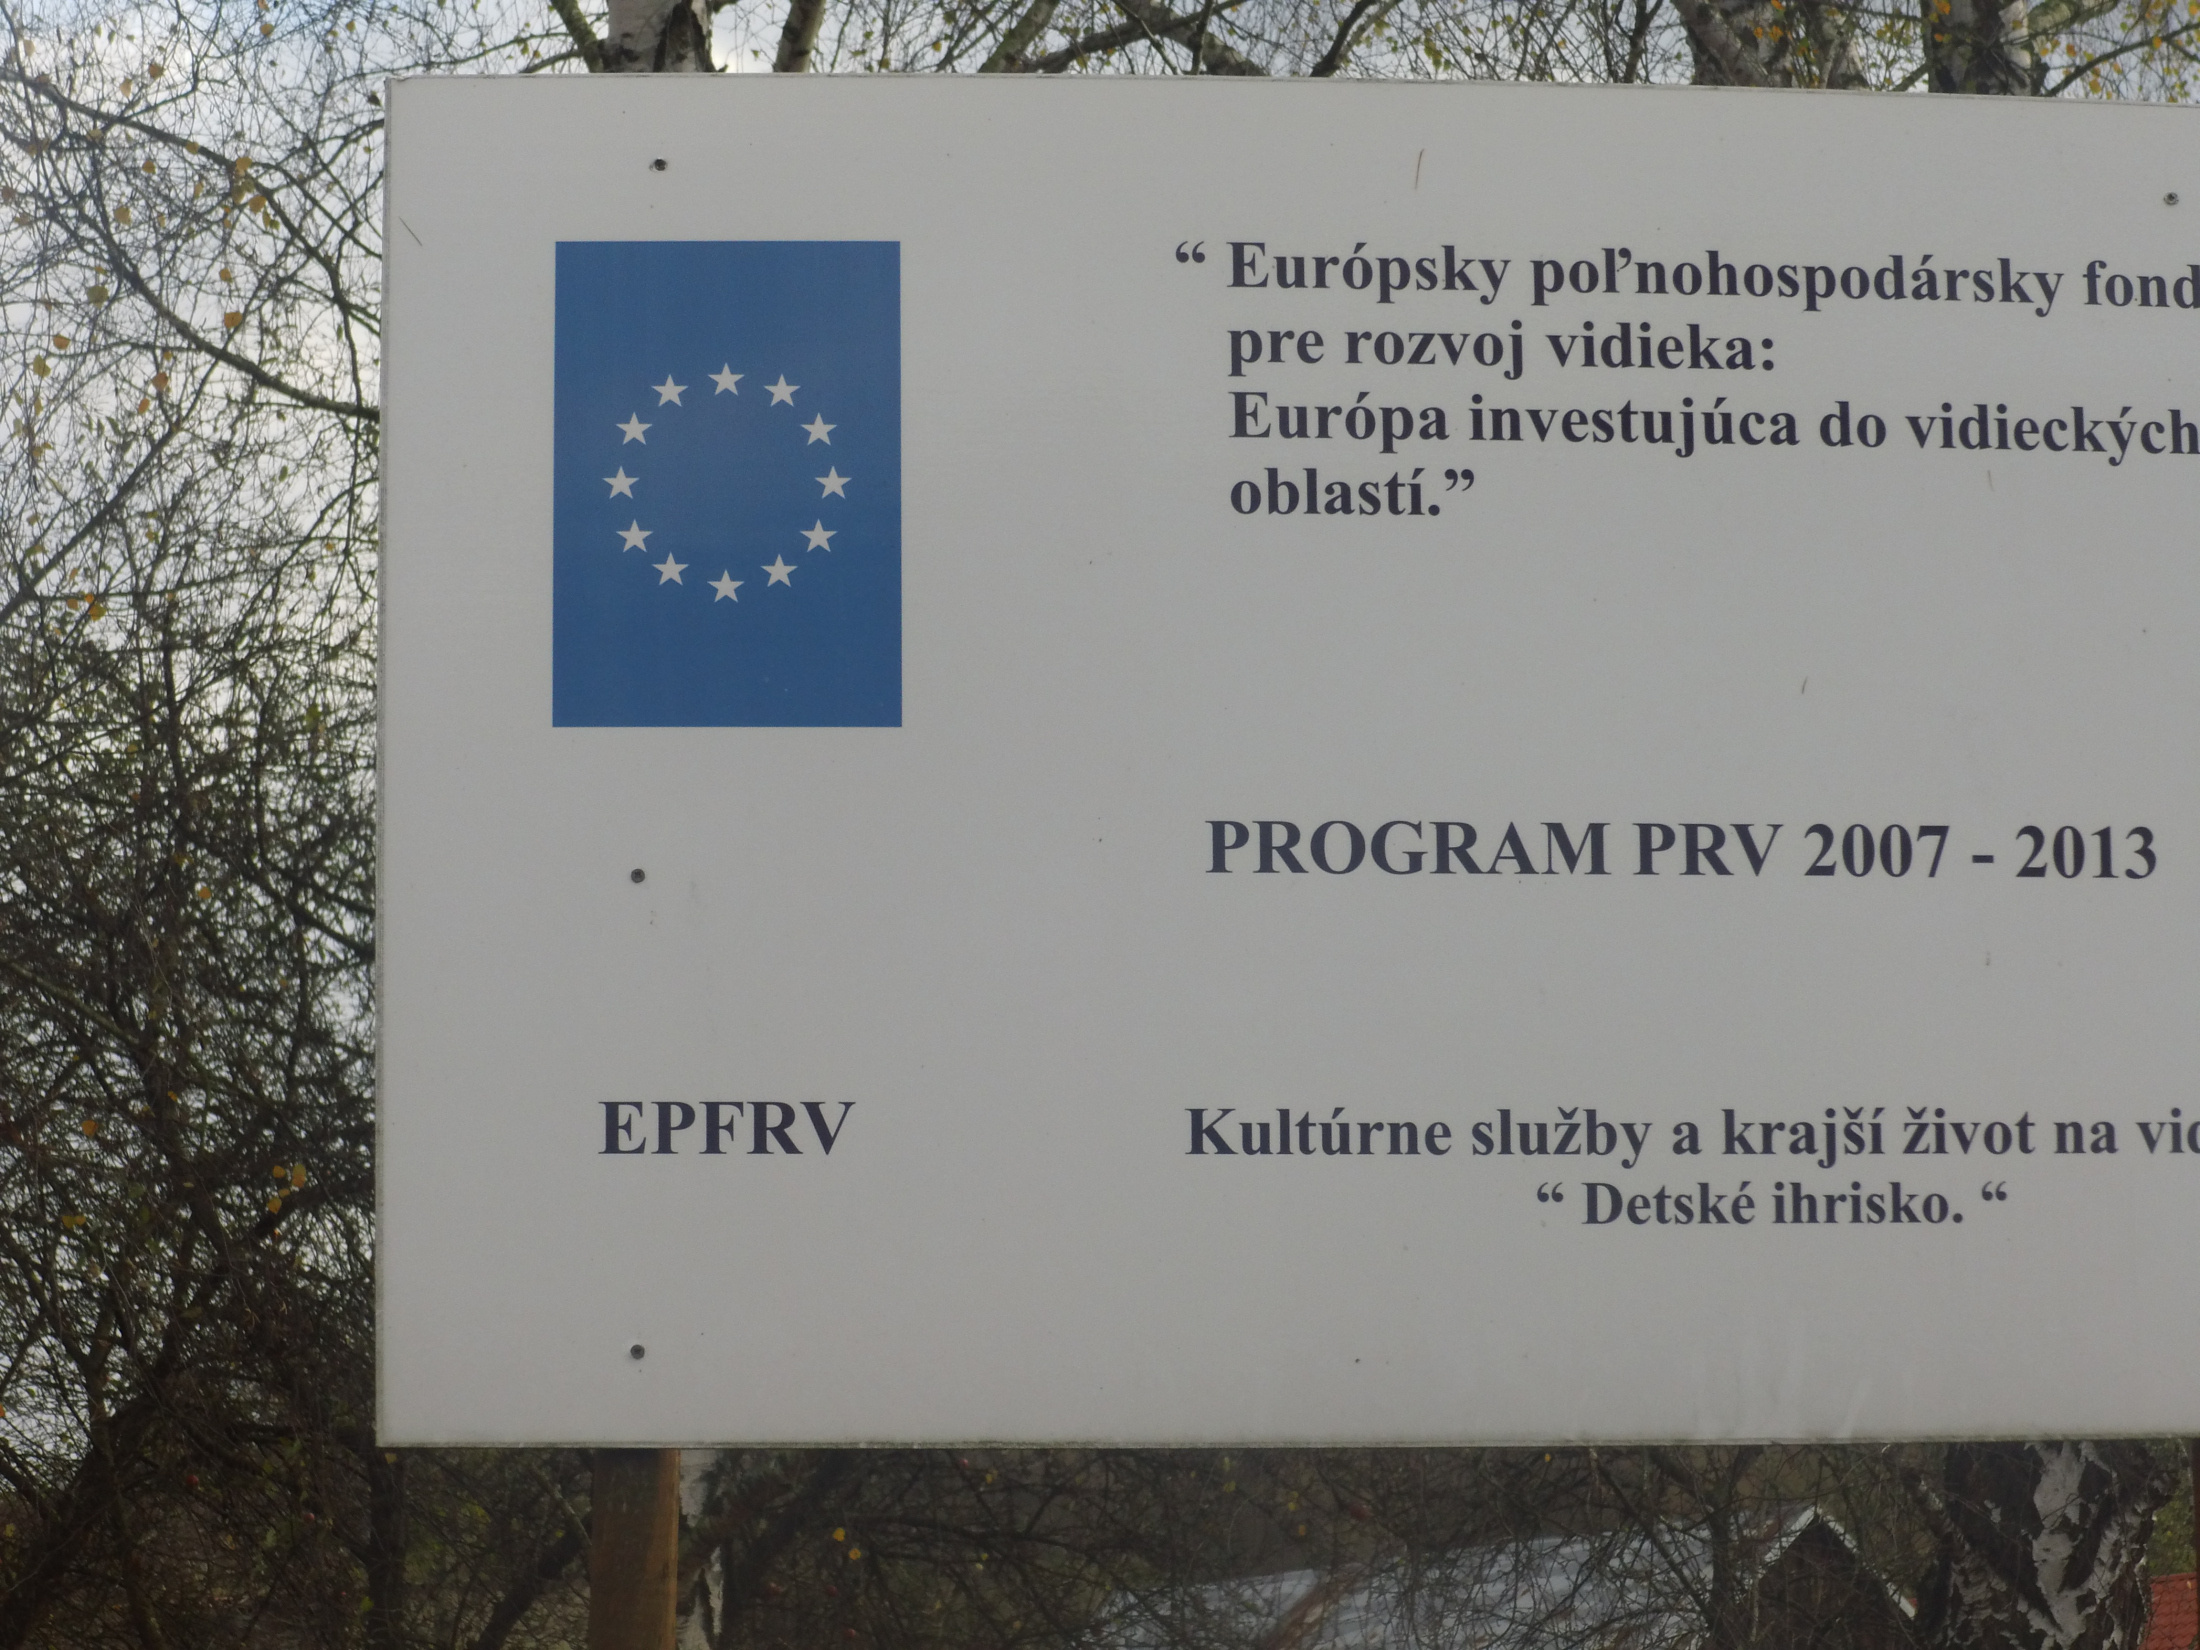 “ Európsky poľnohospodársky fond
pre rozvoj vidieka:
Európa investujúca do vidieckých
oblastí.”
PROGRAM PRV 2007 - 2013
EPFRV
Kultúrne služby a krajší život na
“ Detské ihrisko. “